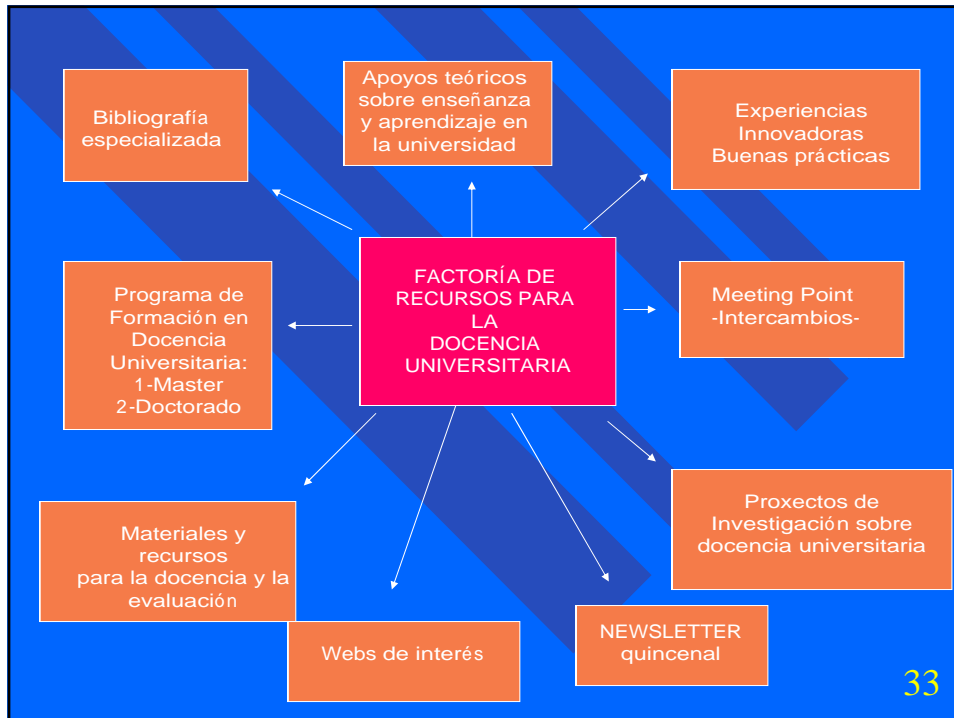 Bibliografía
especializada
Apoyos teóricos
sobre enseñanza
y aprendizaje en
la universidad
Experiencias
Innovadoras
Buenas prácticas
Programa de
Formación en
Docencia
Universitaria:
1-Master
2-Doctorado
FACTORÍA DE
RECURSOS PARA
LA
DOCENCIA
UNIVERSITARIA
Meeting Point
-Intercambios-
Materiales y
recursos
para la docencia y la
evaluación
Proxectos de
Investigación sobre
docencia universitaria
Webs de interés
NEWSLETTER
quincenal
33